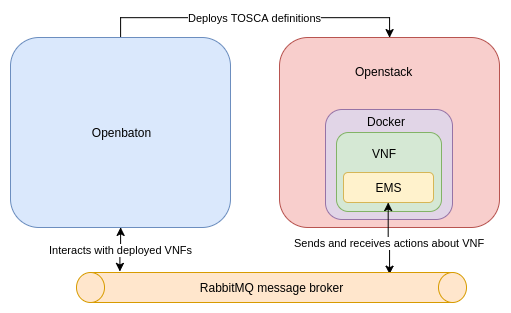 Deploys TOSCA definitions
Openbaton
Openstack
Docker
VNF
EMS
Interacts with deployed VNFs
Sends and receives actions about VNF
RabbitMQ message broker